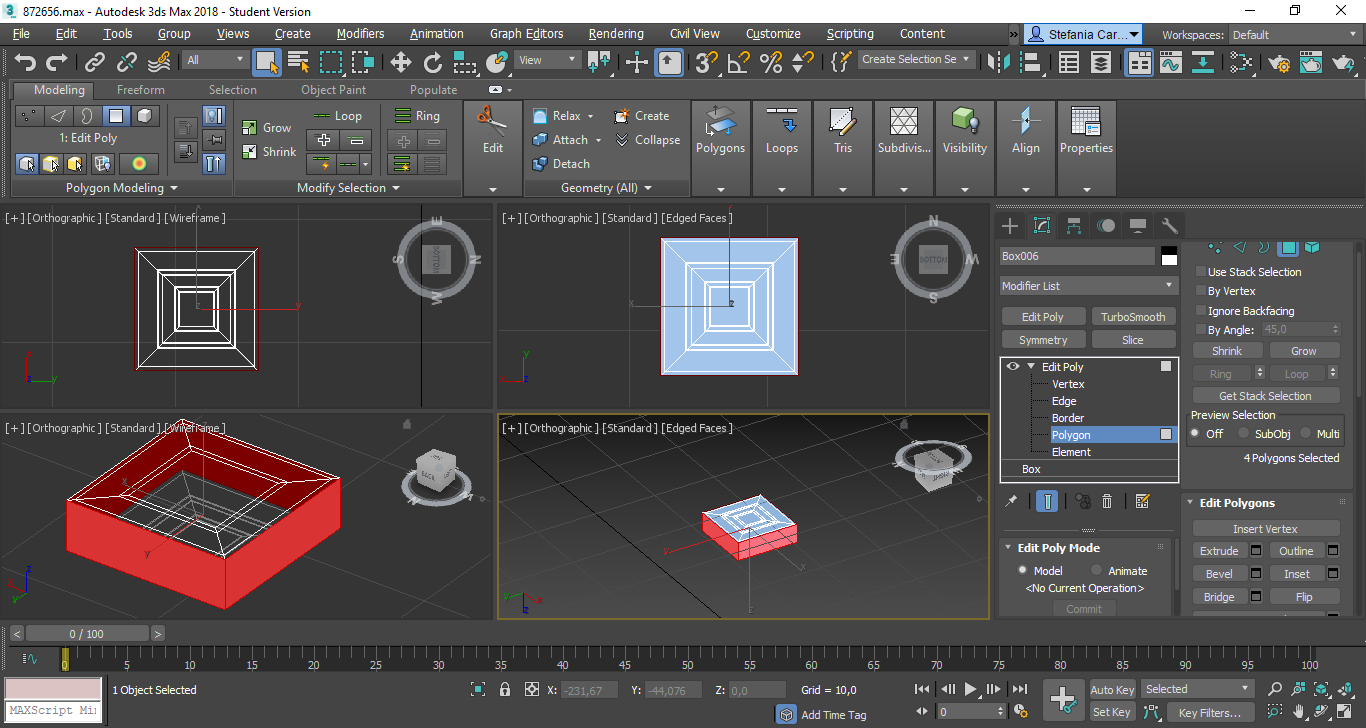 872656.max - Autodesk 3ds Max 2018 - Student Version
File Edit Tools Group Views Create Modifiers Animation Graph Editors Rendering Civil View Customize Scripting Content » Stefania Car... Workspaces: Default
All View Create Selection Se
Modeling Freeform Selection Object Paint Populate
Loop Ring Relax Create
1: Edit Poly Grow Attach Collapse
Shrink Edit Detach Polygons Loops Tris Subdivis... Visibility Align Properties
Polygon Modeling Modify Selection Geometry (All)
[+] [Orthographic] [Standard] [Wireframe]
E S N W
BOTTOM
x y z
[+] [Orthographic] [Standard] [Edged Faces]
N E W S
BOTTOM
x z
y
[+] [Orthographic] [Standard] [Wireframe]
BACK
x y
[+] [Orthographic] [Standard] [Edged Faces]
y x z
Box006
Modifier List
Edit Poly TurboSmooth
Symmetry Slice
Edit Poly
Vertex
Edge
Border
Polygon
Element
Box
Edit Poly Mode
Model Animate
<No Current Operation>
Commit
Use Stack Selection
By Vertex
Ignore Backfacing
By Angle: 45,0
Shrink Grow
Ring Loop
Get Stack Selection
Preview Selection
Off SubObj Multi
4 Polygons Selected
Edit Polygons
Insert Vertex
Extrude Outline
Bevel Inset
Bridge Flip
< 0 / 100 >
0 5 10 15 20 25 30 35 40 45 50 55 60 65 70 75 80 85 90 95 100
1 Object Selected X: -231,67 Y: -44,076 Z: 0,0 Grid = 10,0 Auto Key Selected
MAXScript Mi Add Time Tag 0 Set Key Key Filters...